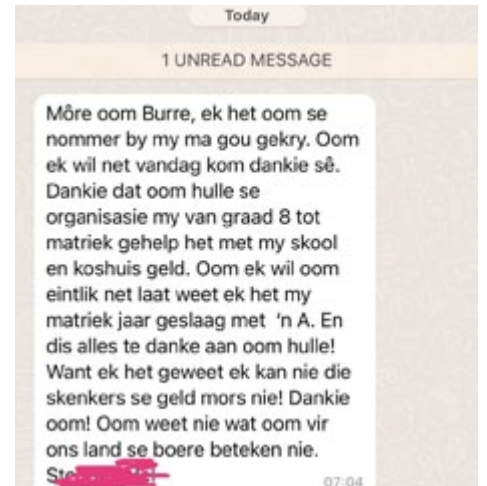 Today
1 UNREAD MESSAGE
Môre oom Burre, ek het oom se
nommer by my ma gou gekry. Oom
ek wil net vandag kom dankie sê.
Dankie dat oom hulle se
organisasie my van graad 8 tot
matriek gehelp het met my skool
en koshuis geld. Oom ek wil oom
eintlik net laat weet ek het my
matriek jaar geslaag met 'n A. En
dis alles te danke aan oom hulle!
Want ek het geweet ek kan nie die
skenkers se geld mors nie! Dankie
oom! Oom weet nie wat oom vir
ons land se boere beteken nie.
07:04